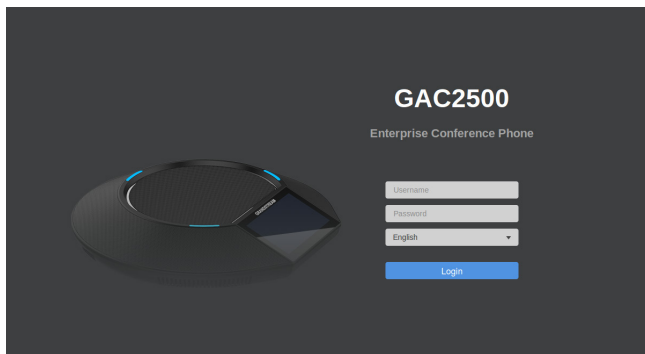 GAC2500
Enterprise Conference Phone
Username
Password
English
Login